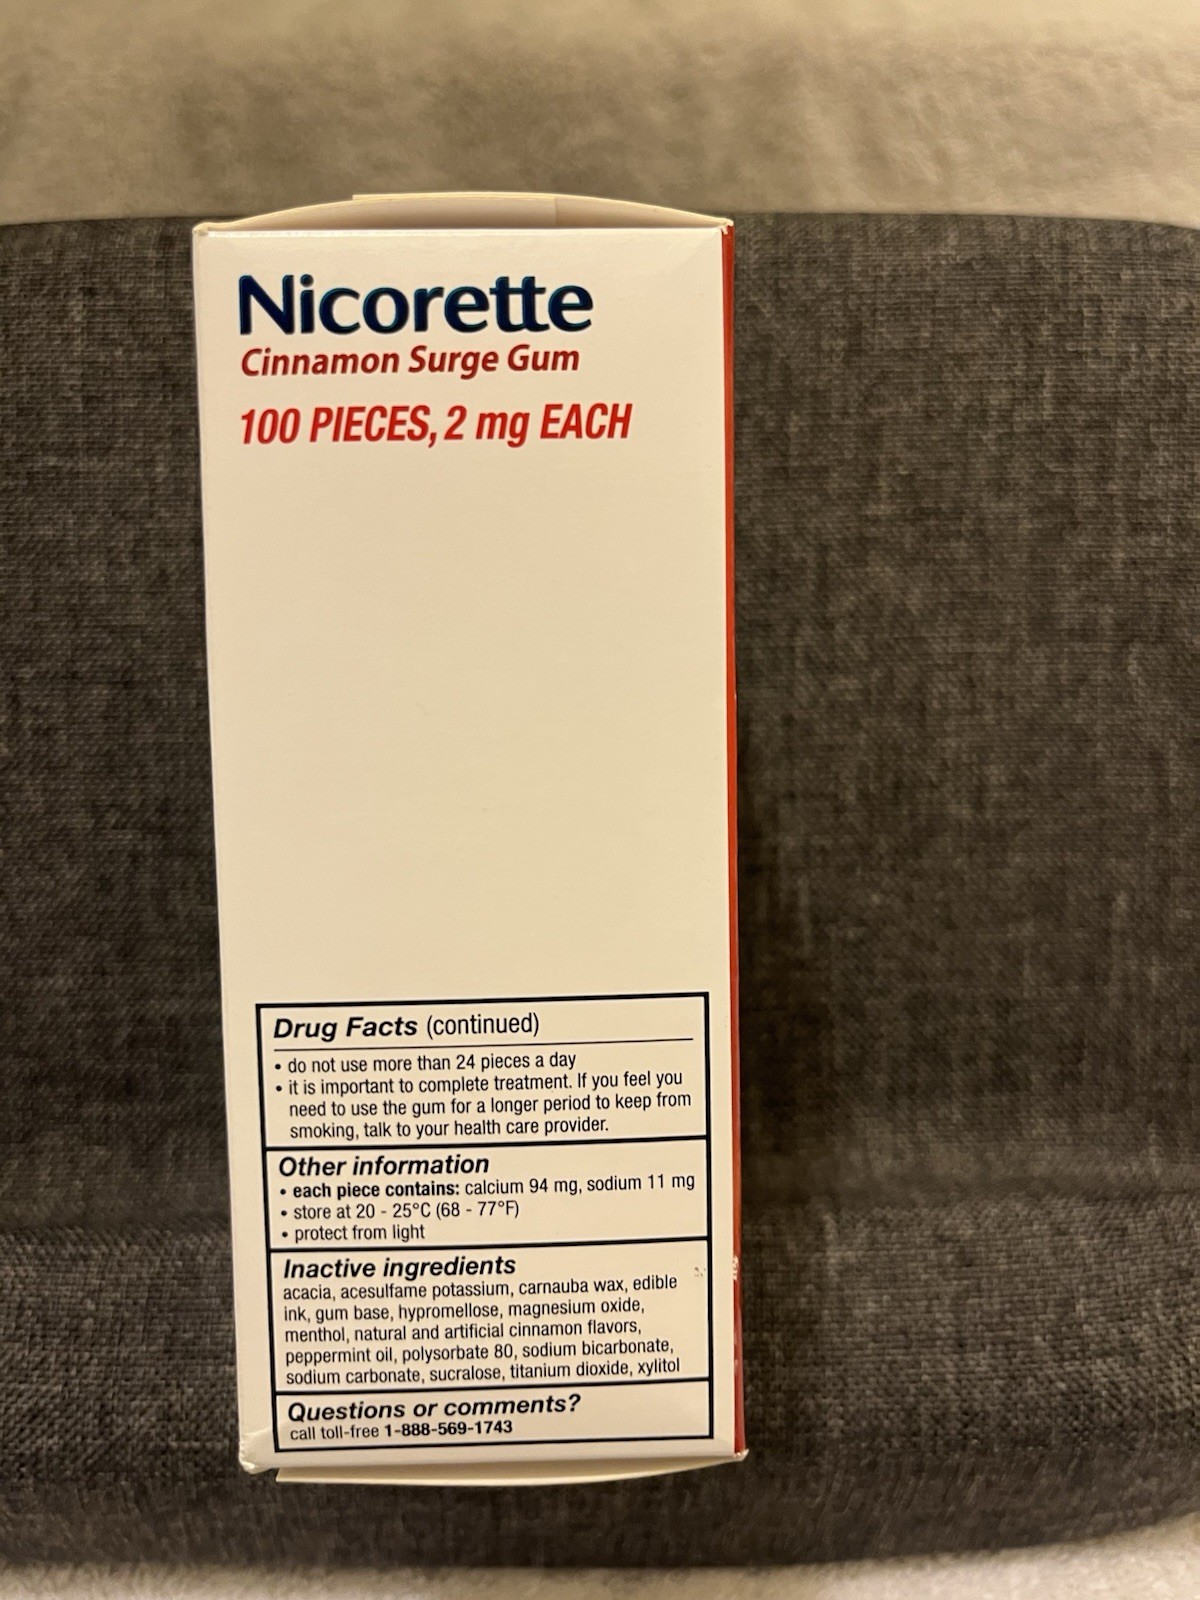 Nicorette
Cinnamon Surge Gum
100 PIECES, 2 mg EACH
Drug Facts (continued)
• do not use more than 24 pieces a day
• it is important to complete treatment. If you feel you
need to use the gum for a longer period to keep from
smoking, talk to your health care provider.
Other information
• each piece contains: calcium 94 mg, sodium 11 mg
• store at 20 - 25°C (68 - 77°F)
• protect from light
Inactive ingredients
acacia, acesulfame potassium, carnauba wax, edible
ink, gum base, hypromellose, magnesium oxide,
menthol, natural and artificial cinnamon flavors,
peppermint oil, polysorbate 80, sodium bicarbonate,
sodium carbonate, sucralose, titanium dioxide, xylitol
Questions or comments?
call toll-free 1-888-569-1743